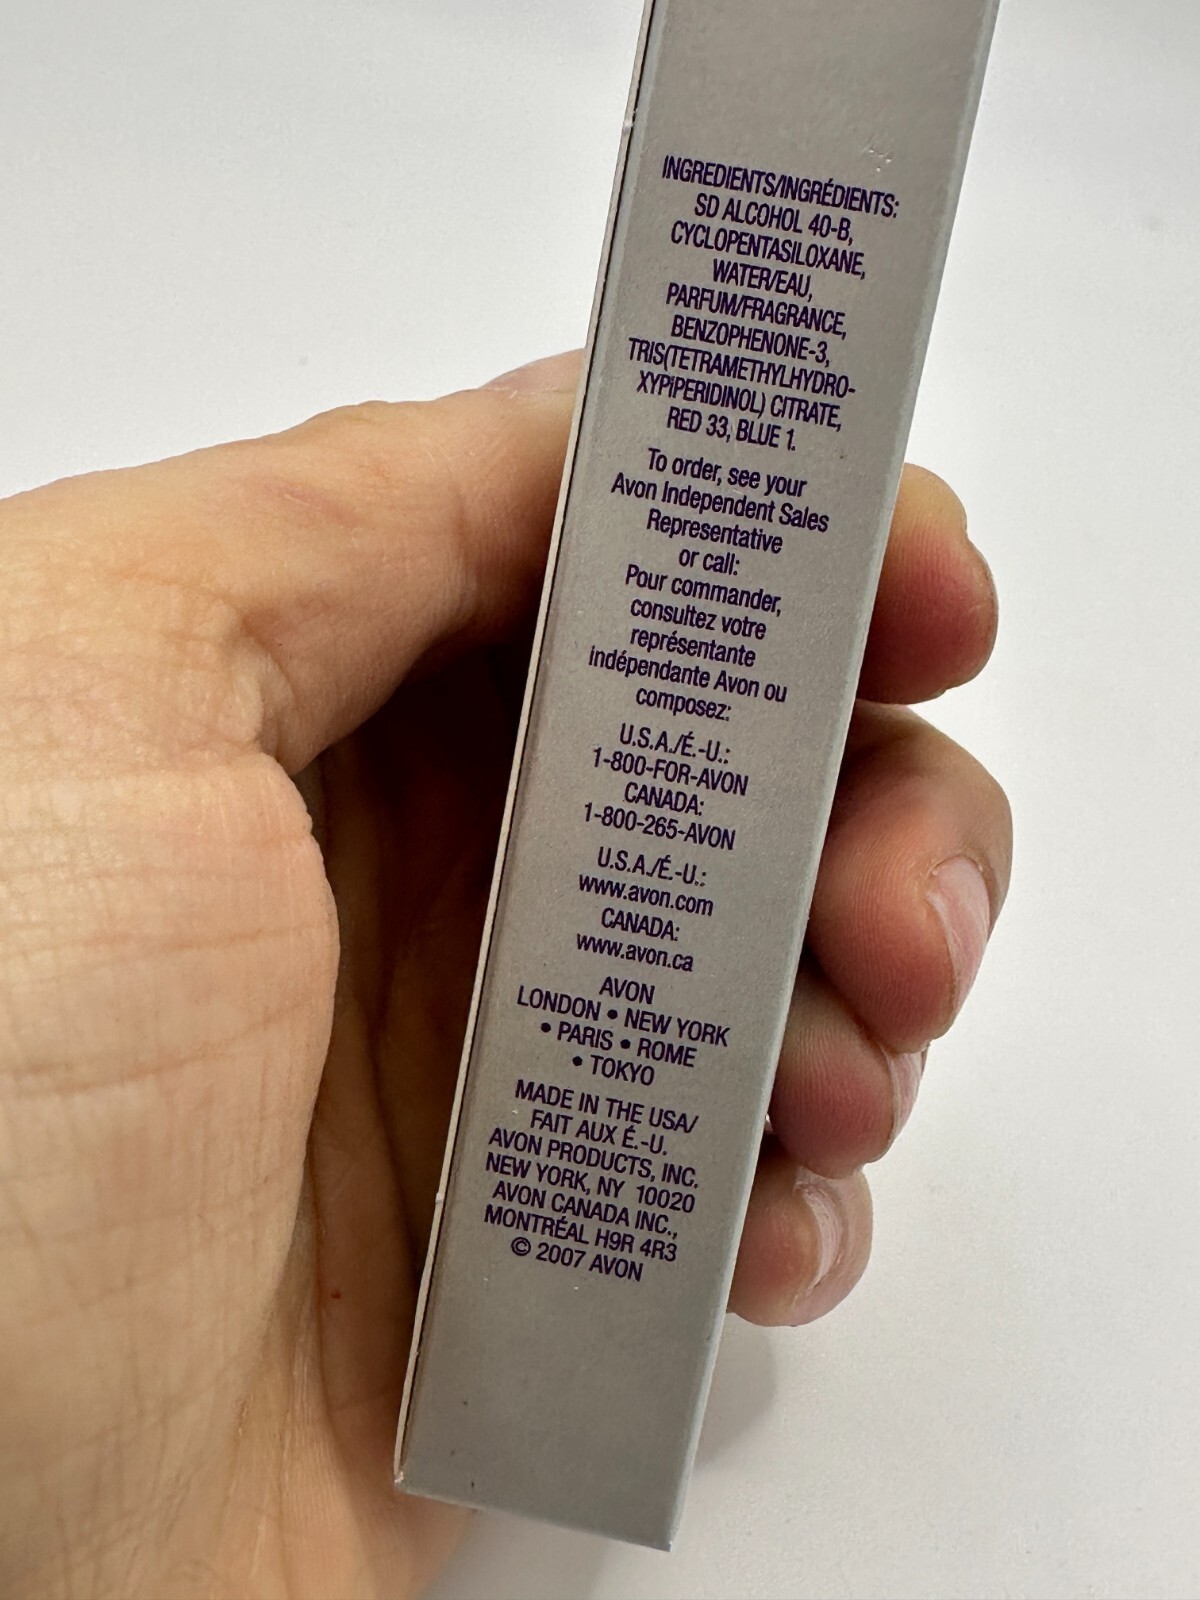 INGREDIENTS/INGRÉDIENTS:
SD ALCOHOL 40-B,
CYCLOPENTASILOXANE,
WATER/EAU,
PARFUM/FRAGRANCE,
BENZOPHENONE-3,
TRIS(TETRAMETHYLHYDRO-
XYPIPERIDINOL) CITRATE,
RED 33, BLUE 1.
To order, see your
Avon Independent Sales
Representative
or call:
Pour commander,
consultez votre
représentante
indépendante Avon ou
composez:
U.S.A./É.-U.:
1-800-FOR-AVON
CANADA:
1-800-265-AVON
U.S.A./É.-U.:
www.avon.com
CANADA:
www.avon.ca
AVON
LONDON • NEW YORK
• PARIS • ROME
• TOKYO
MADE IN THE USA/
FAIT AUX É.-U.
AVON PRODUCTS, INC.
NEW YORK, NY 10020
AVON CANADA INC.,
MONTRÉAL H9R 4R3
© 2007 AVON